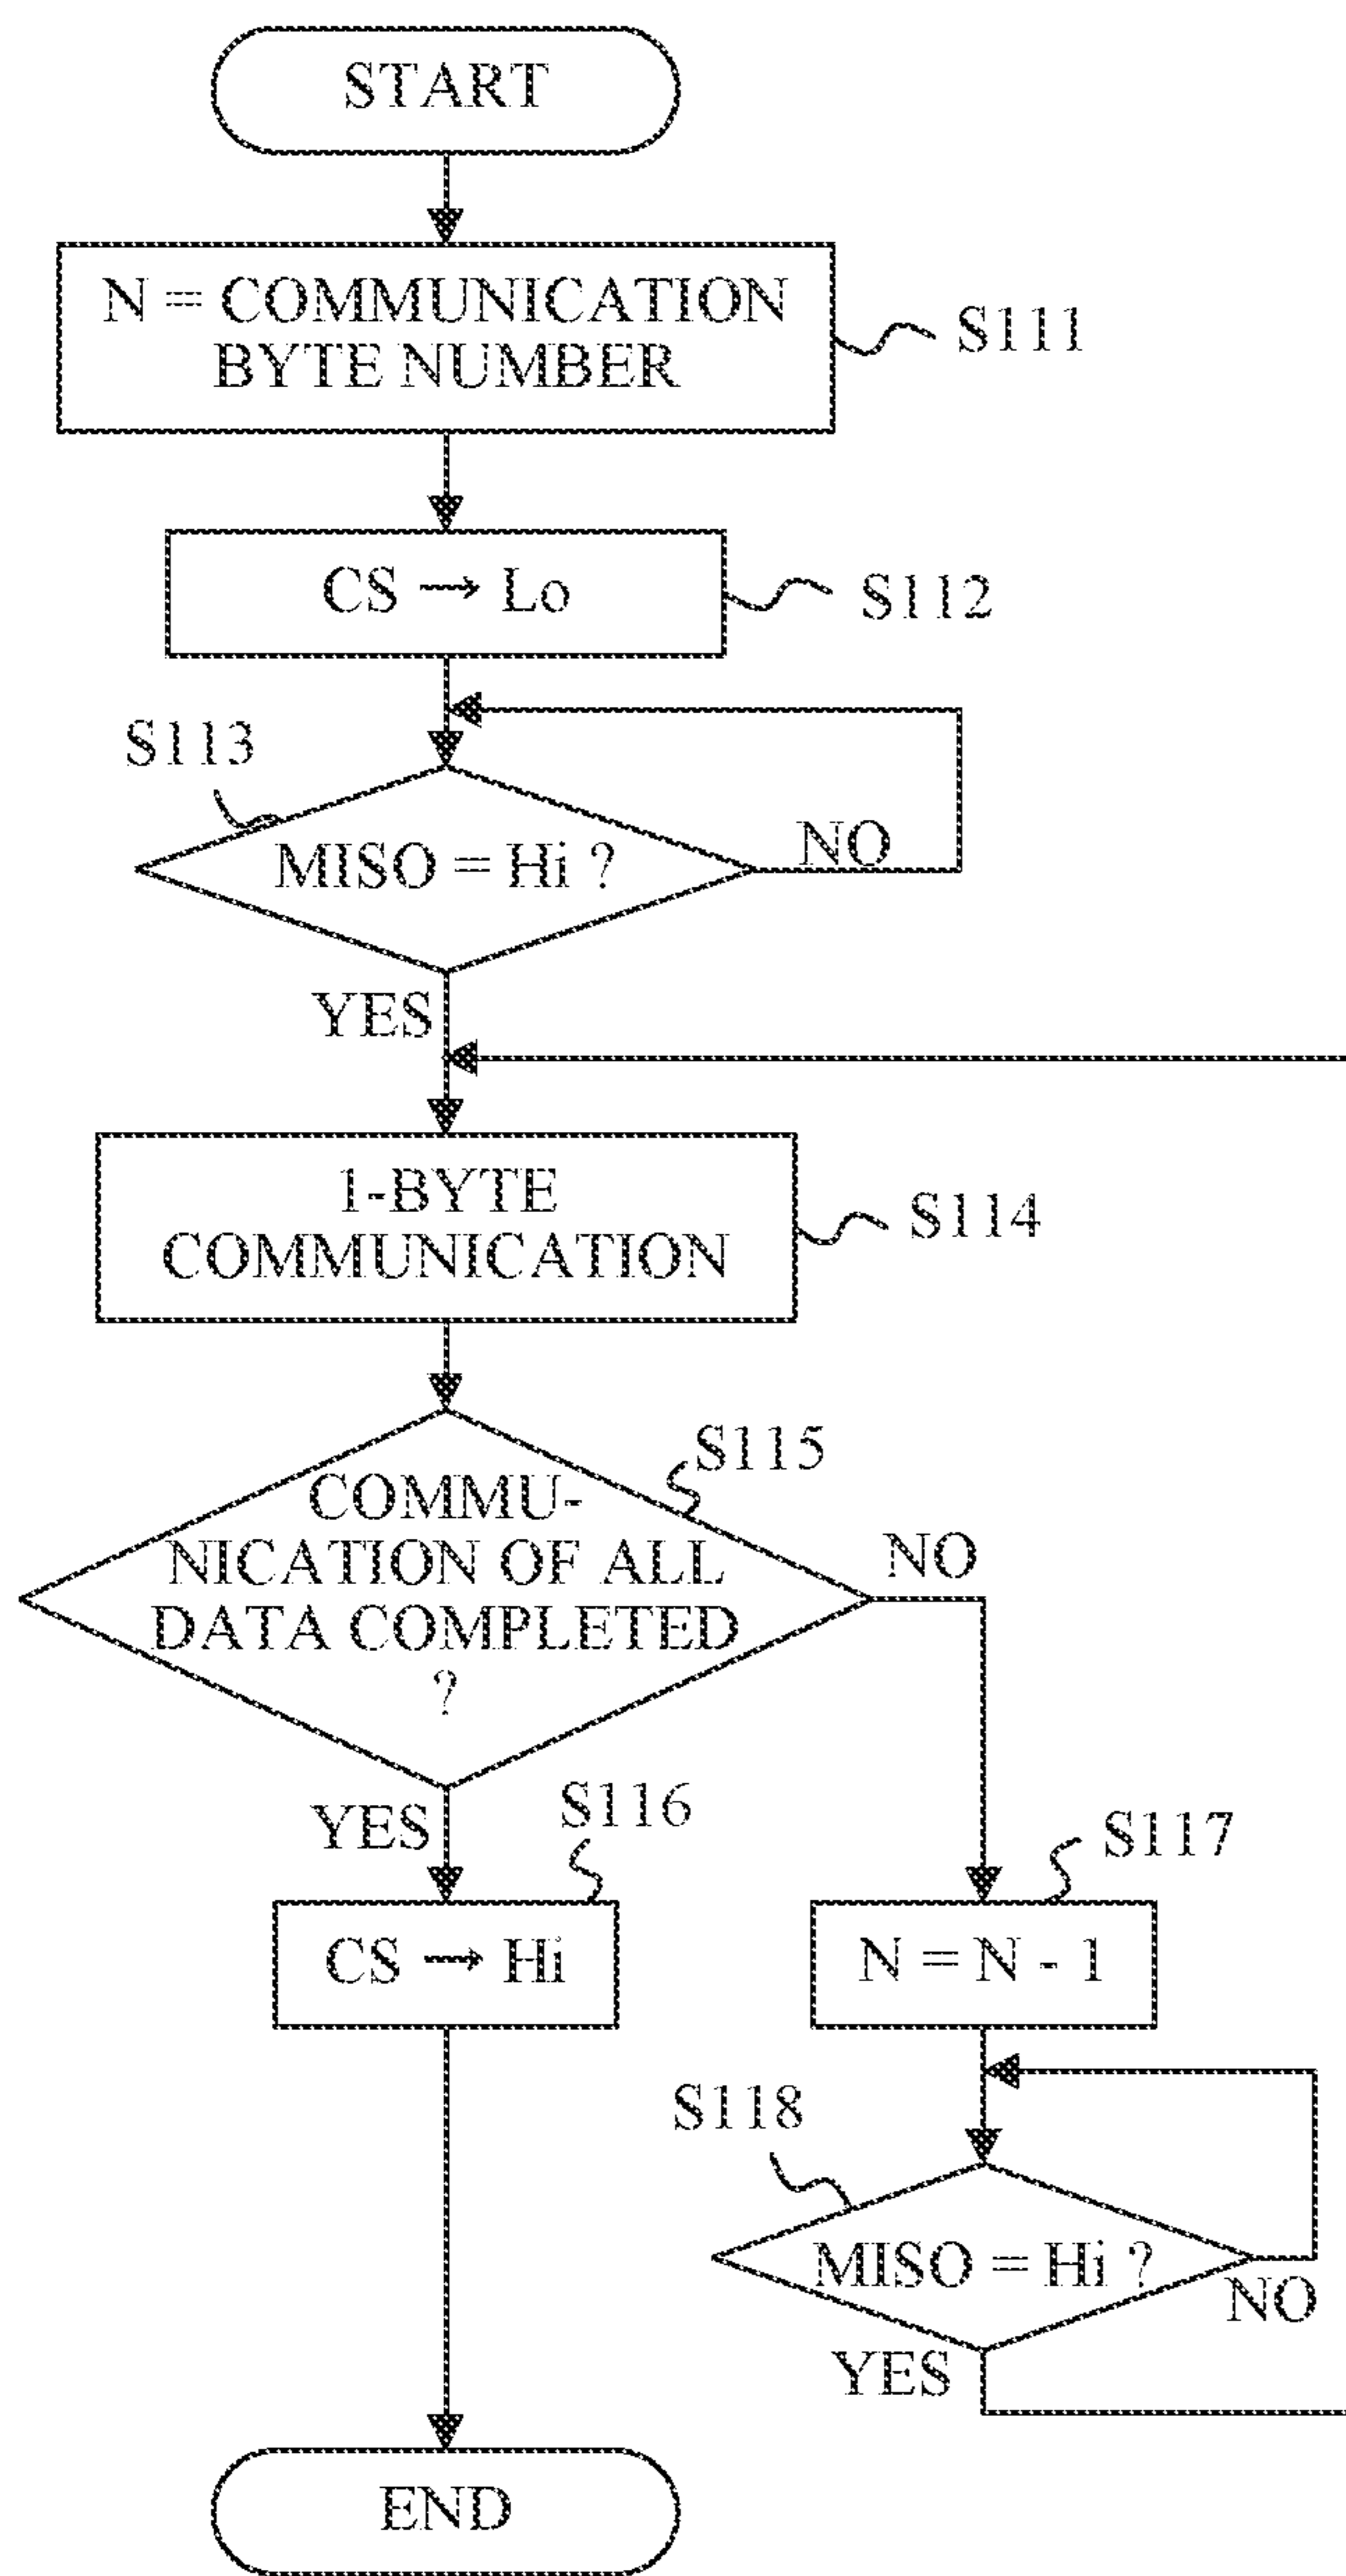 START
N = COMMUNICATION
BYTE NUMBER
S111
CS → Lo
S112
S113
MISO = Hi ?
NO
YES
1-BYTE
COMMUNICATION
S114
S115
COMMU-
NICATION OF ALL
DATA COMPLETED
?
NO
YES
S116
S117
CS → Hi
N = N - 1
S118
MISO = Hi ?
NO
YES
END